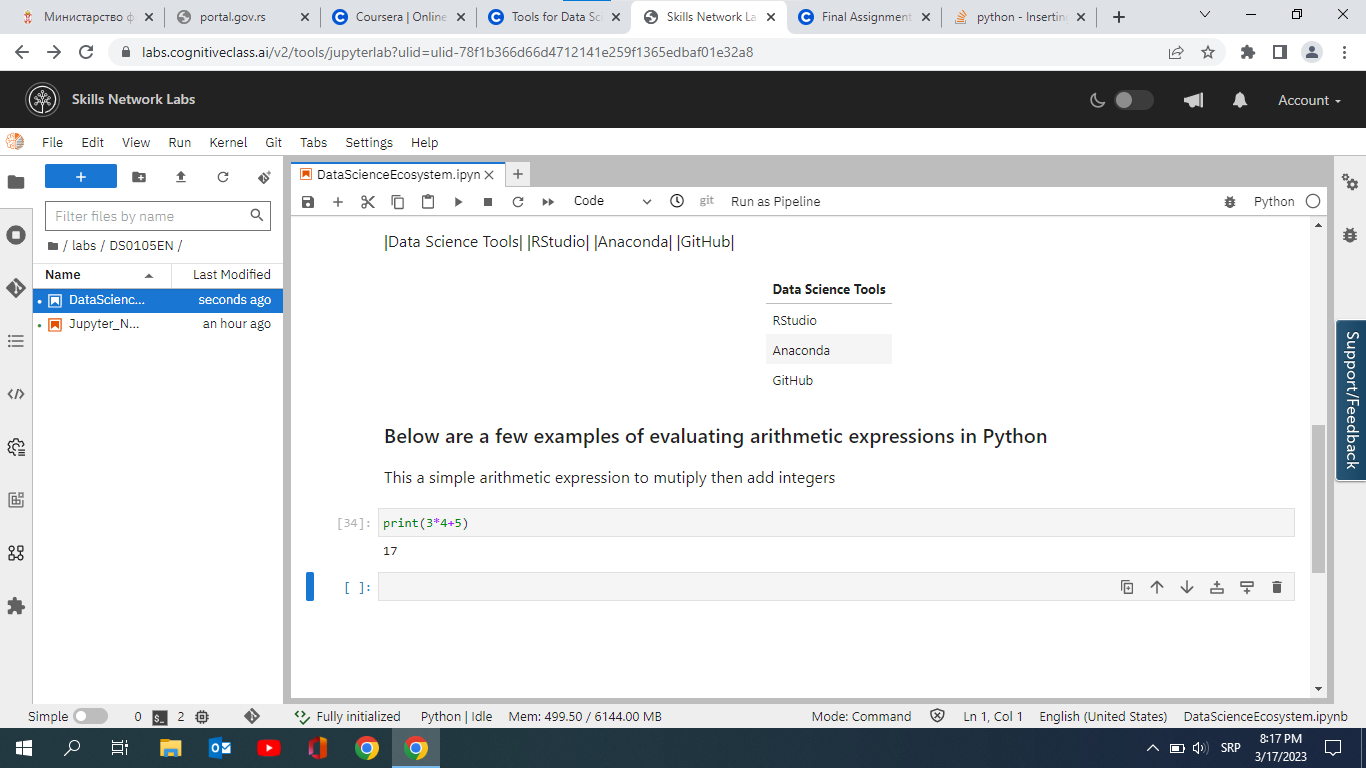 Министарство ф
portal.gov.rs
Coursera | Online
Tools for Data Sci
Skills Network La
Final Assignment
python - Inserting
labs.cognitiveclass.ai/v2/tools/jupyterlab?ulid=ulid-78f1b366d66d4712141e259f1365edbaf01e32a8
Skills Network Labs
Account
File Edit View Run Kernel Git Tabs Settings Help
DataScienceEcosystem.ipyn
Filter files by name
/ labs / DS0105EN /
Name Last Modified
DataScienc... seconds ago
Jupyter_N... an hour ago
Code
git
Run as Pipeline
Python
|Data Science Tools| |RStudio| |Anaconda| |GitHub|
Data Science Tools
RStudio
Anaconda
GitHub
Below are a few examples of evaluating arithmetic expressions in Python
This a simple arithmetic expression to mutiply then add integers
[34]: print(3*4+5)
17
[ ]:
Support/Feedback
Simple 0 $_ 2 Fully initialized Python | Idle Mem: 499.50 / 6144.00 MB Mode: Command Ln 1, Col 1 English (United States) DataScienceEcosystem.ipynb
SRP
8:17 PM
3/17/2023